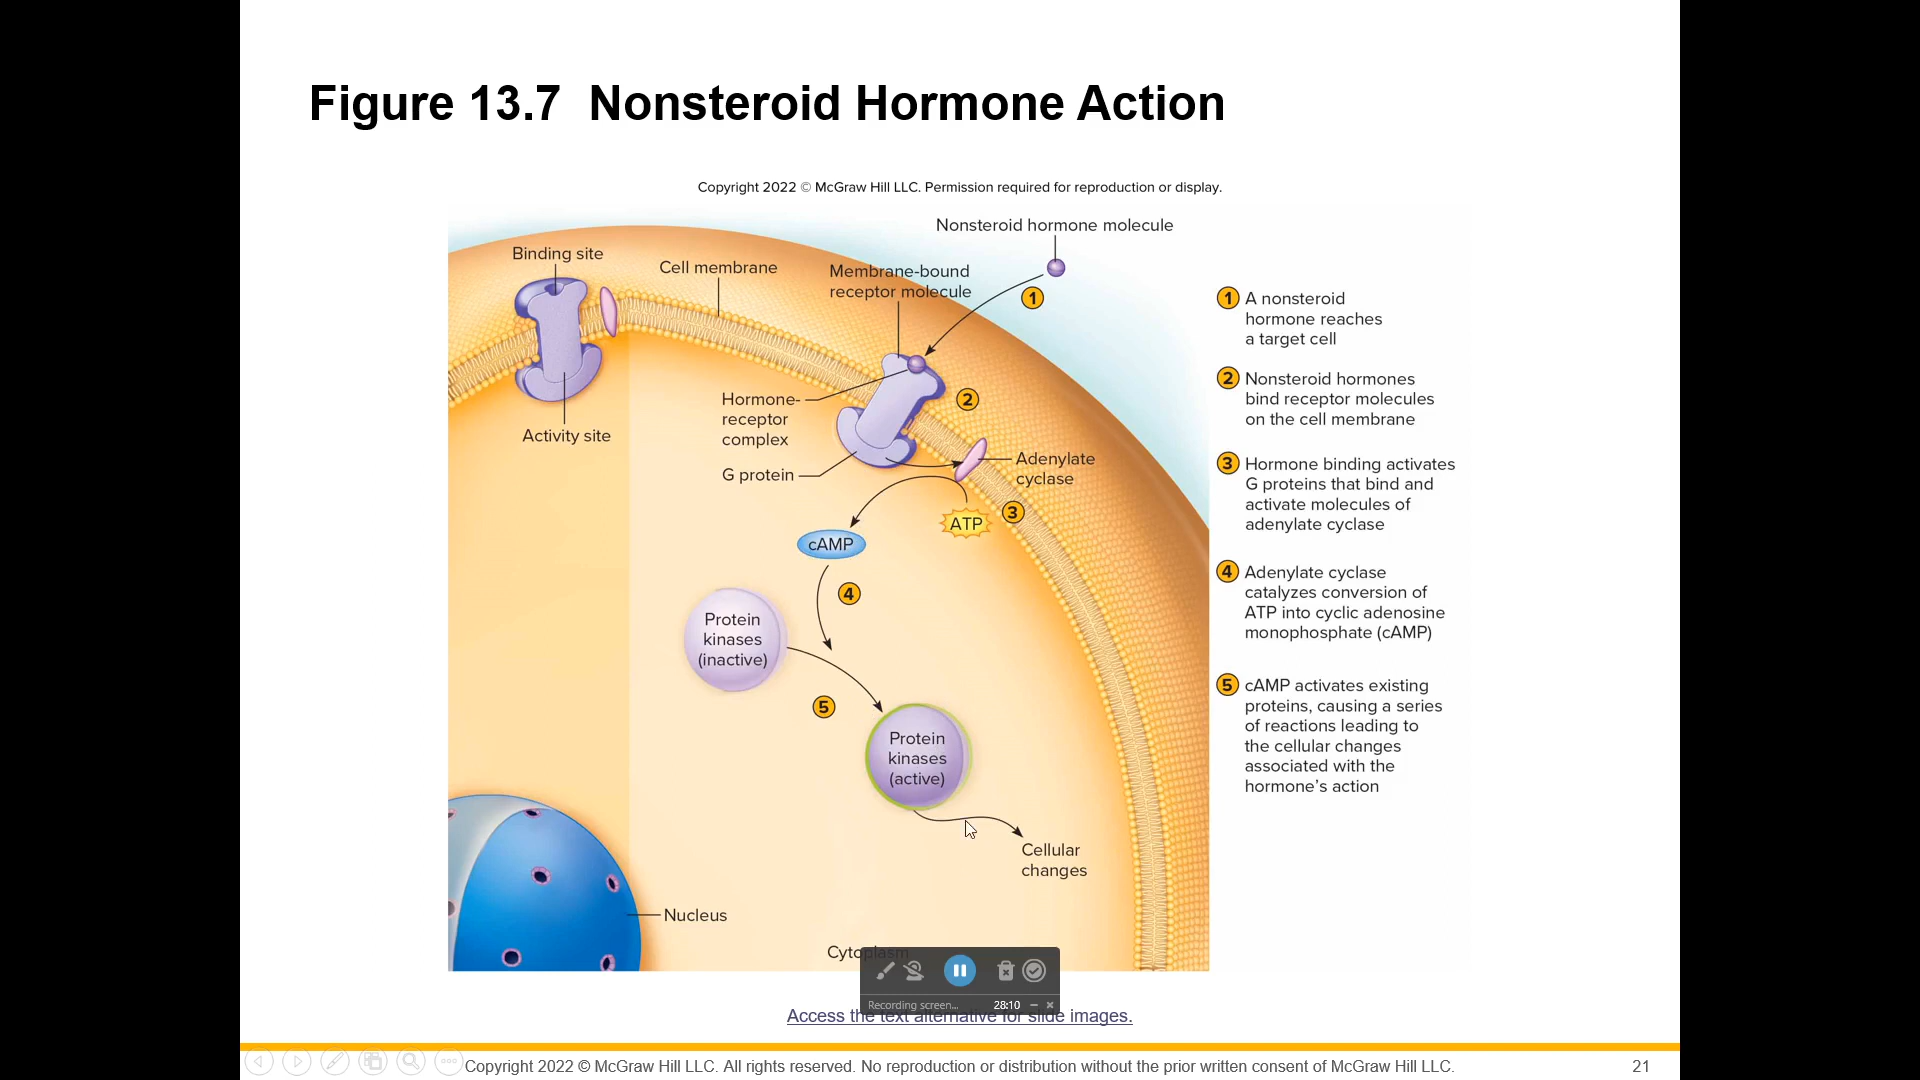 Figure 13.7 Nonsteroid Hormone Action
Copyright 2022 © McGraw Hill LLC. Permission required for reproduction or display.
Nonsteroid hormone molecule
Binding site
Cell membrane
Membrane-bound
receptor molecule
1
Hormone-
receptor
complex
2
Activity site
G protein
Adenylate
cyclase
ATP
3
cAMP
4
Protein
kinases
(inactive)
5
Protein
kinases
(active)
Cellular
changes
Nucleus
Cytoplasm
1 A nonsteroid
hormone reaches
a target cell
2 Nonsteroid hormones
bind receptor molecules
on the cell membrane
3 Hormone binding activates
G proteins that bind and
activate molecules of
adenylate cyclase
4 Adenylate cyclase
catalyzes conversion of
ATP into cyclic adenosine
monophosphate (cAMP)
5 cAMP activates existing
proteins, causing a series
of reactions leading to
the cellular changes
associated with the
hormone's action
Recording screen... 28:10
Access the text alternative for slide images.
Copyright 2022 © McGraw Hill LLC. All rights reserved. No reproduction or distribution without the prior written consent of McGraw Hill LLC.
21